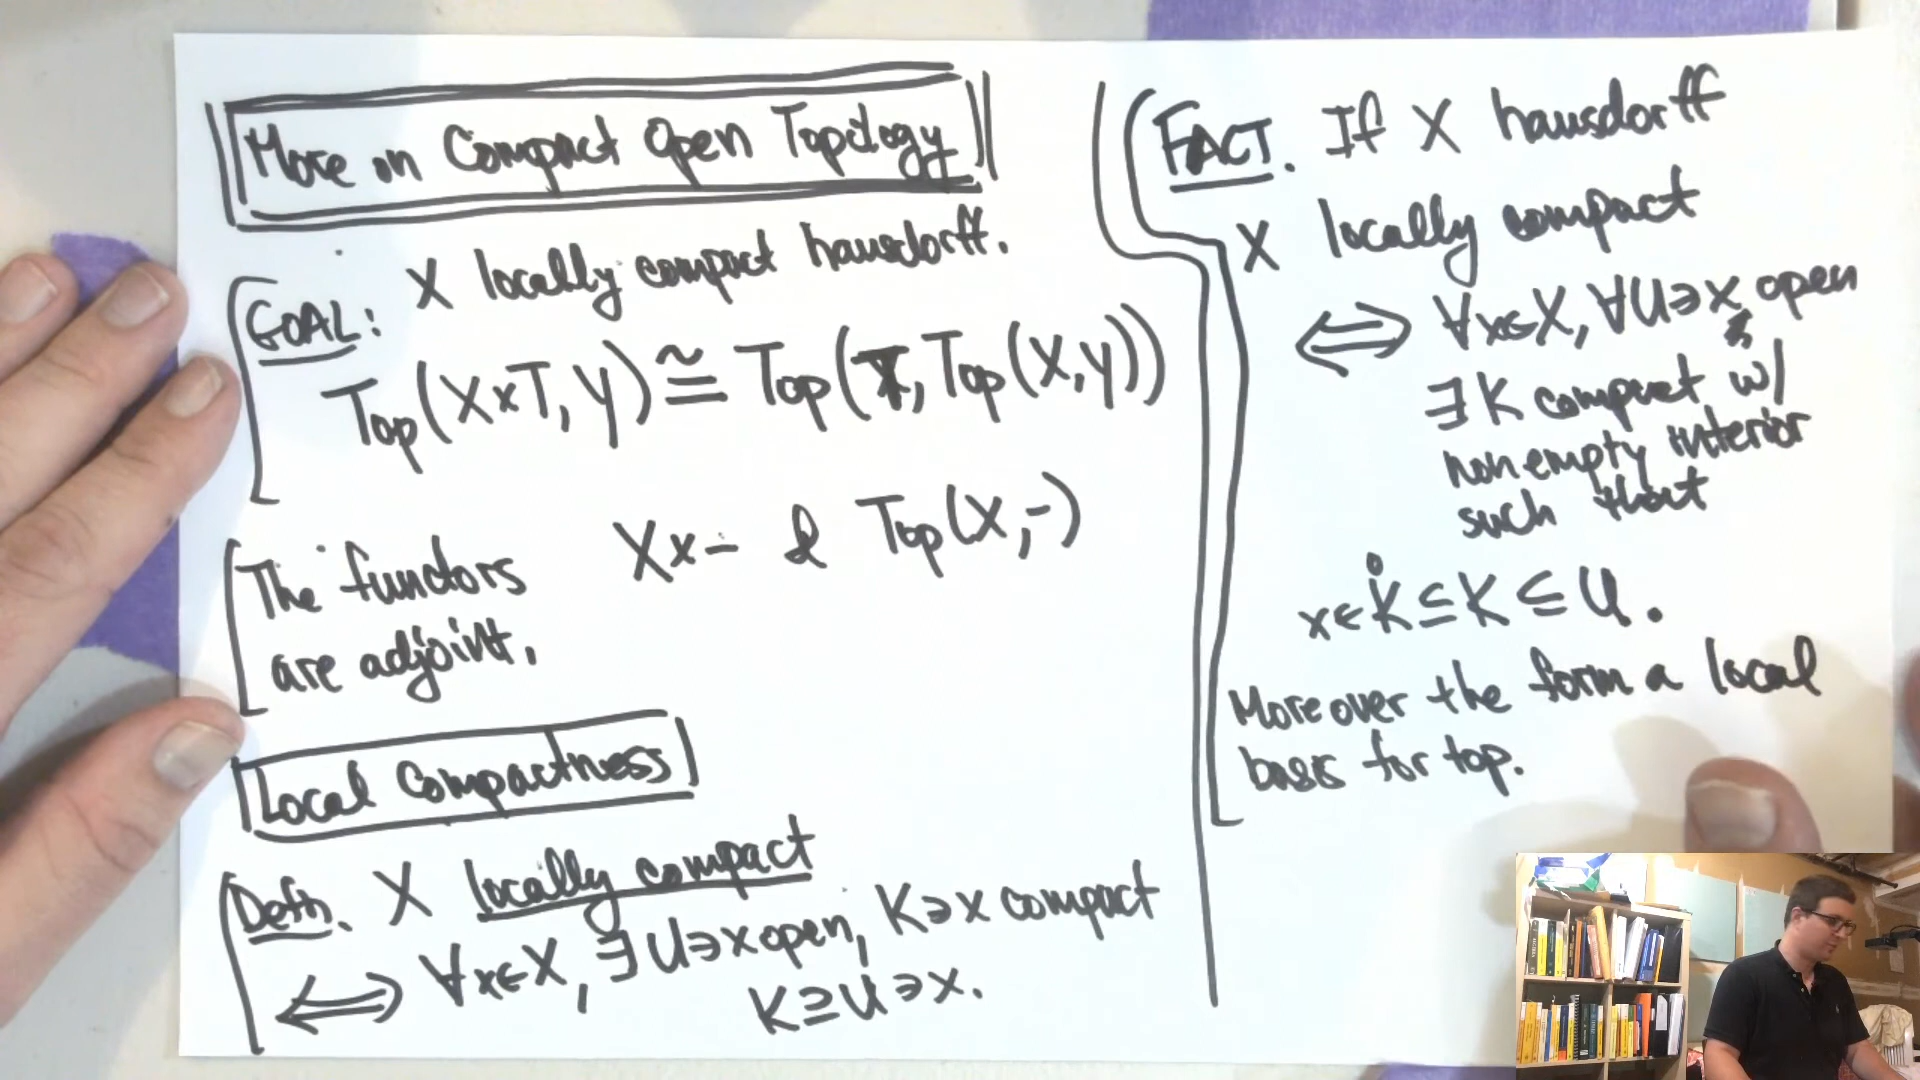 More on Compact Open Topology
GOAL: X locally compact hausdorff.
Top(X×T, Y) ≅ Top(T, Top(X,Y))
The functors X×- & Top(X,-)
are adjoint.
Local Compactness
Defn. X locally compact
⟺ ∀x∈X, ∃U∋x open, K∋x compact
K⊇U∋x.
FACT. If X hausdorff
X locally compact
⟺ ∀x∈X, ∀U∋x open
∃K compact w/
nonempty interior
such that
x∈K̊⊆K⊆U.
Moreover the form a local
basis for top.